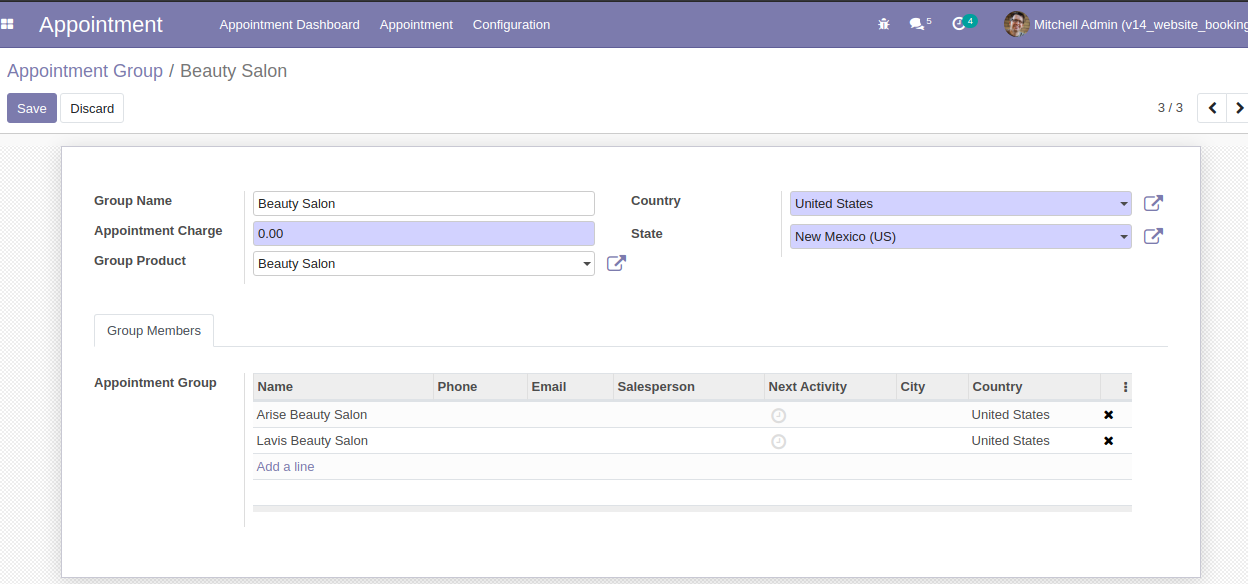 Appointment Appointment Dashboard Appointment Configuration 5 4 Mitchell Admin (v14_website_booking
Appointment Group / Beauty Salon
Save Discard 3 / 3
Group Name Beauty Salon Country United States
Appointment Charge 0.00 State New Mexico (US)
Group Product Beauty Salon
Group Members
Appointment Group Name Phone Email Salesperson Next Activity City Country
Arise Beauty Salon United States
Lavis Beauty Salon United States
Add a line